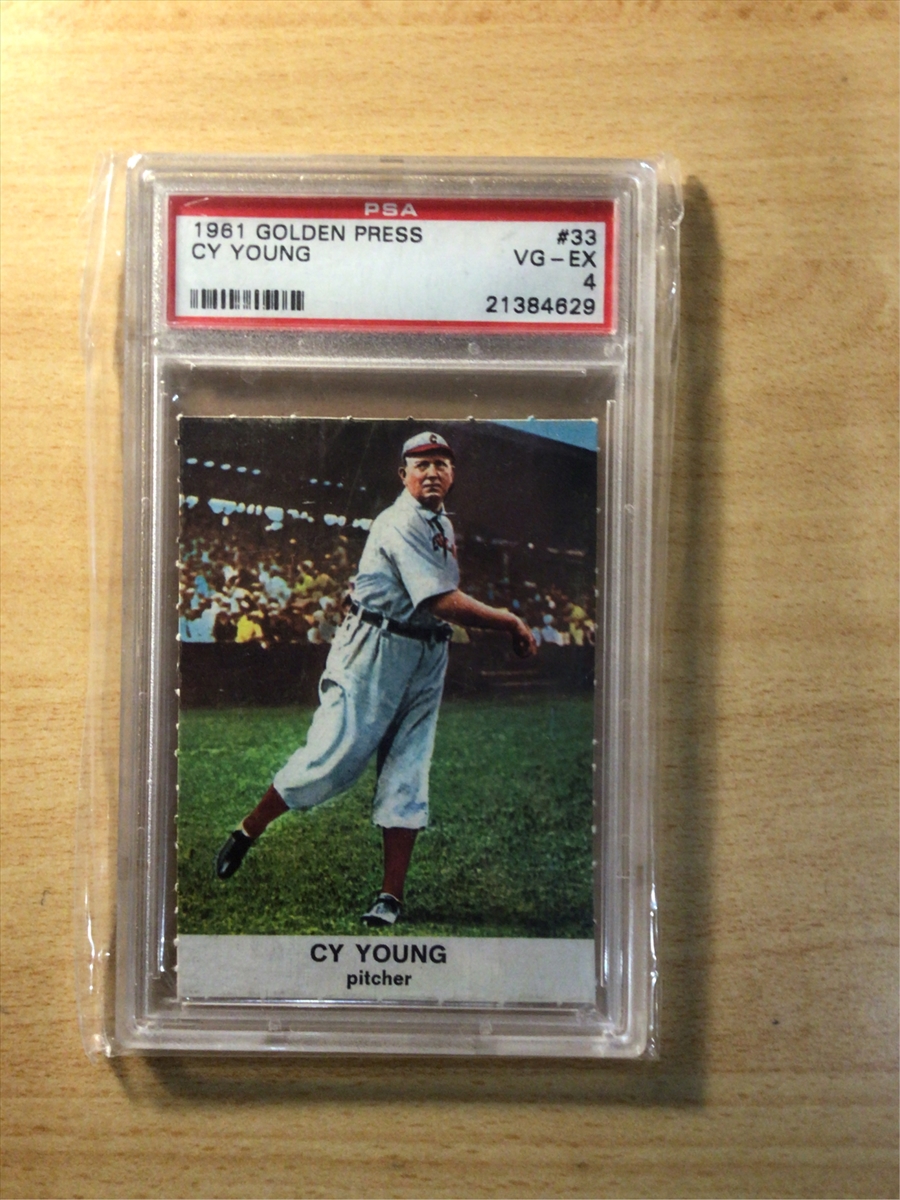 PSA
1961 GOLDEN PRESS #33
CY YOUNG VG-EX
4
21384629
C
CY YOUNG
pitcher